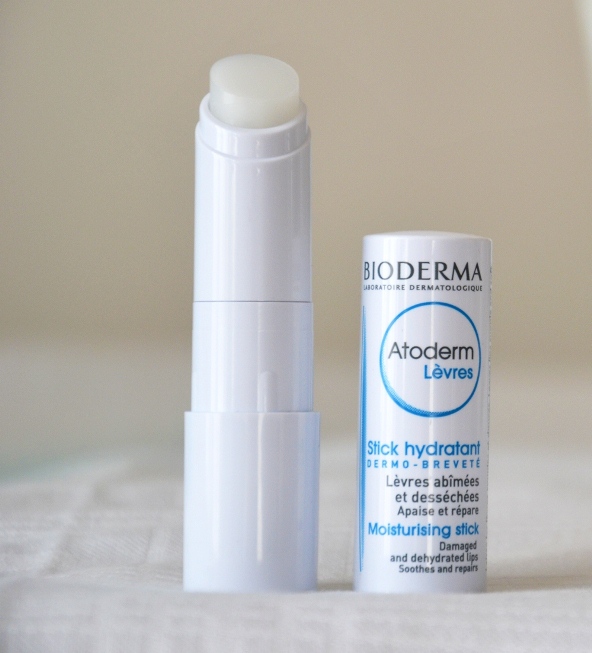 BIODERMA
LABORATOIRE DERMATOLOGIQUE
Atoderm
Lèvres
Stick hydratant
DERMO-BREVETÉ
Lèvres abîmées
et desséchées
Apaise et répare
Moisturising stick
Damaged
and dehydrated lips
Soothes and repairs